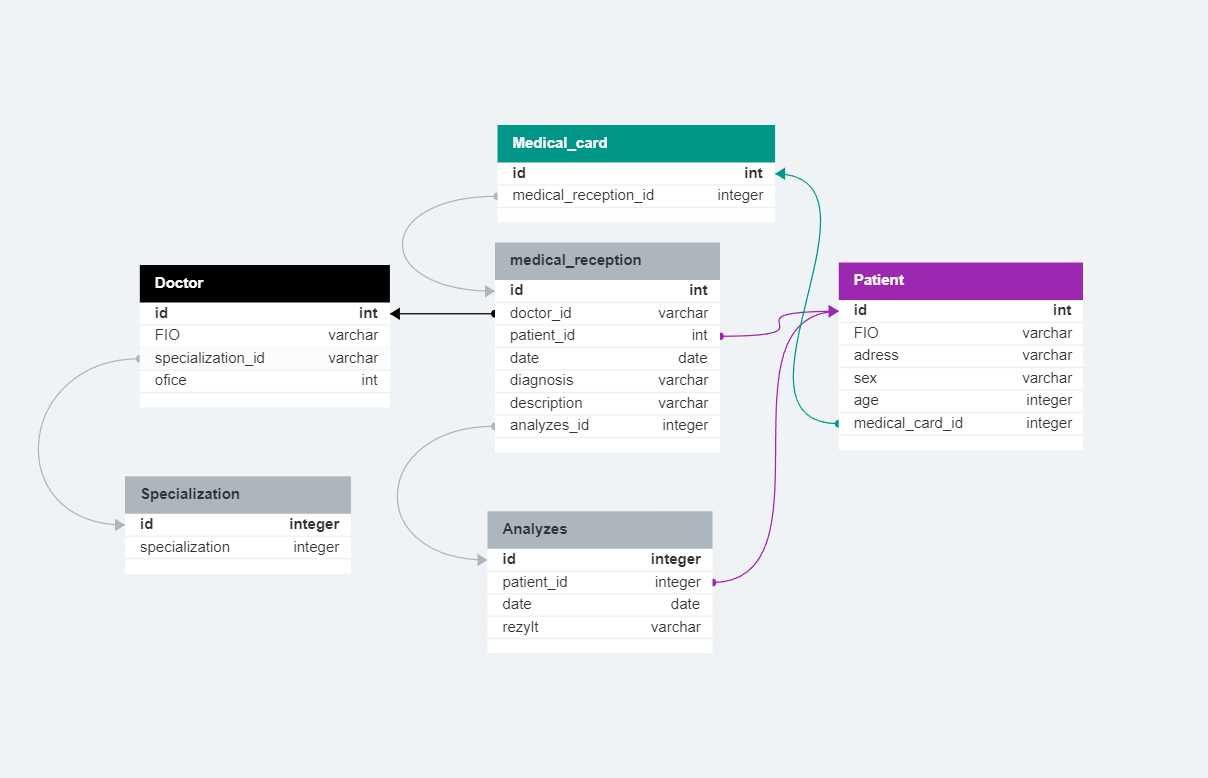 Medical_card
id int
medical_reception_id integer
medical_reception
id int
doctor_id varchar
patient_id int
date date
diagnosis varchar
description varchar
analyzes_id integer
Doctor
id int
FIO varchar
specialization_id varchar
ofice int
Patient
id int
FIO varchar
adress varchar
sex varchar
age integer
medical_card_id integer
Specialization
id integer
specialization integer
Analyzes
id integer
patient_id integer
date date
rezylt varchar